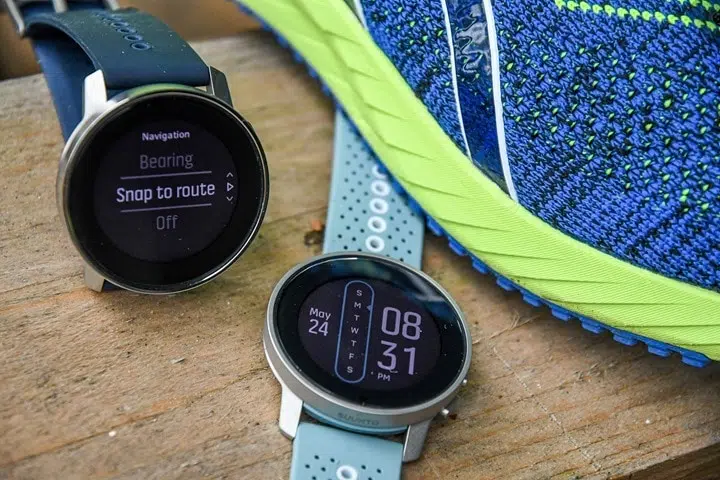 Navigation
Bearing
Snap to route
Off
May
24
S
M
T
W
T
F
S
08
31
PM
SUUNTO